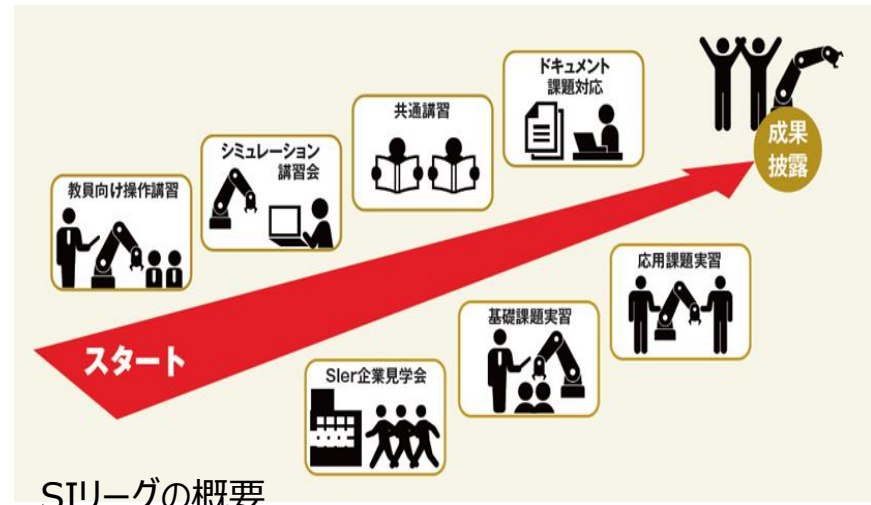 ドキュメント
課題対応
共通講習
シミュレーション
講習会
教員向け操作講習
成果
披露
応用課題実習
基礎課題実習
スタート
SIer企業見学会
SIリーグの概要